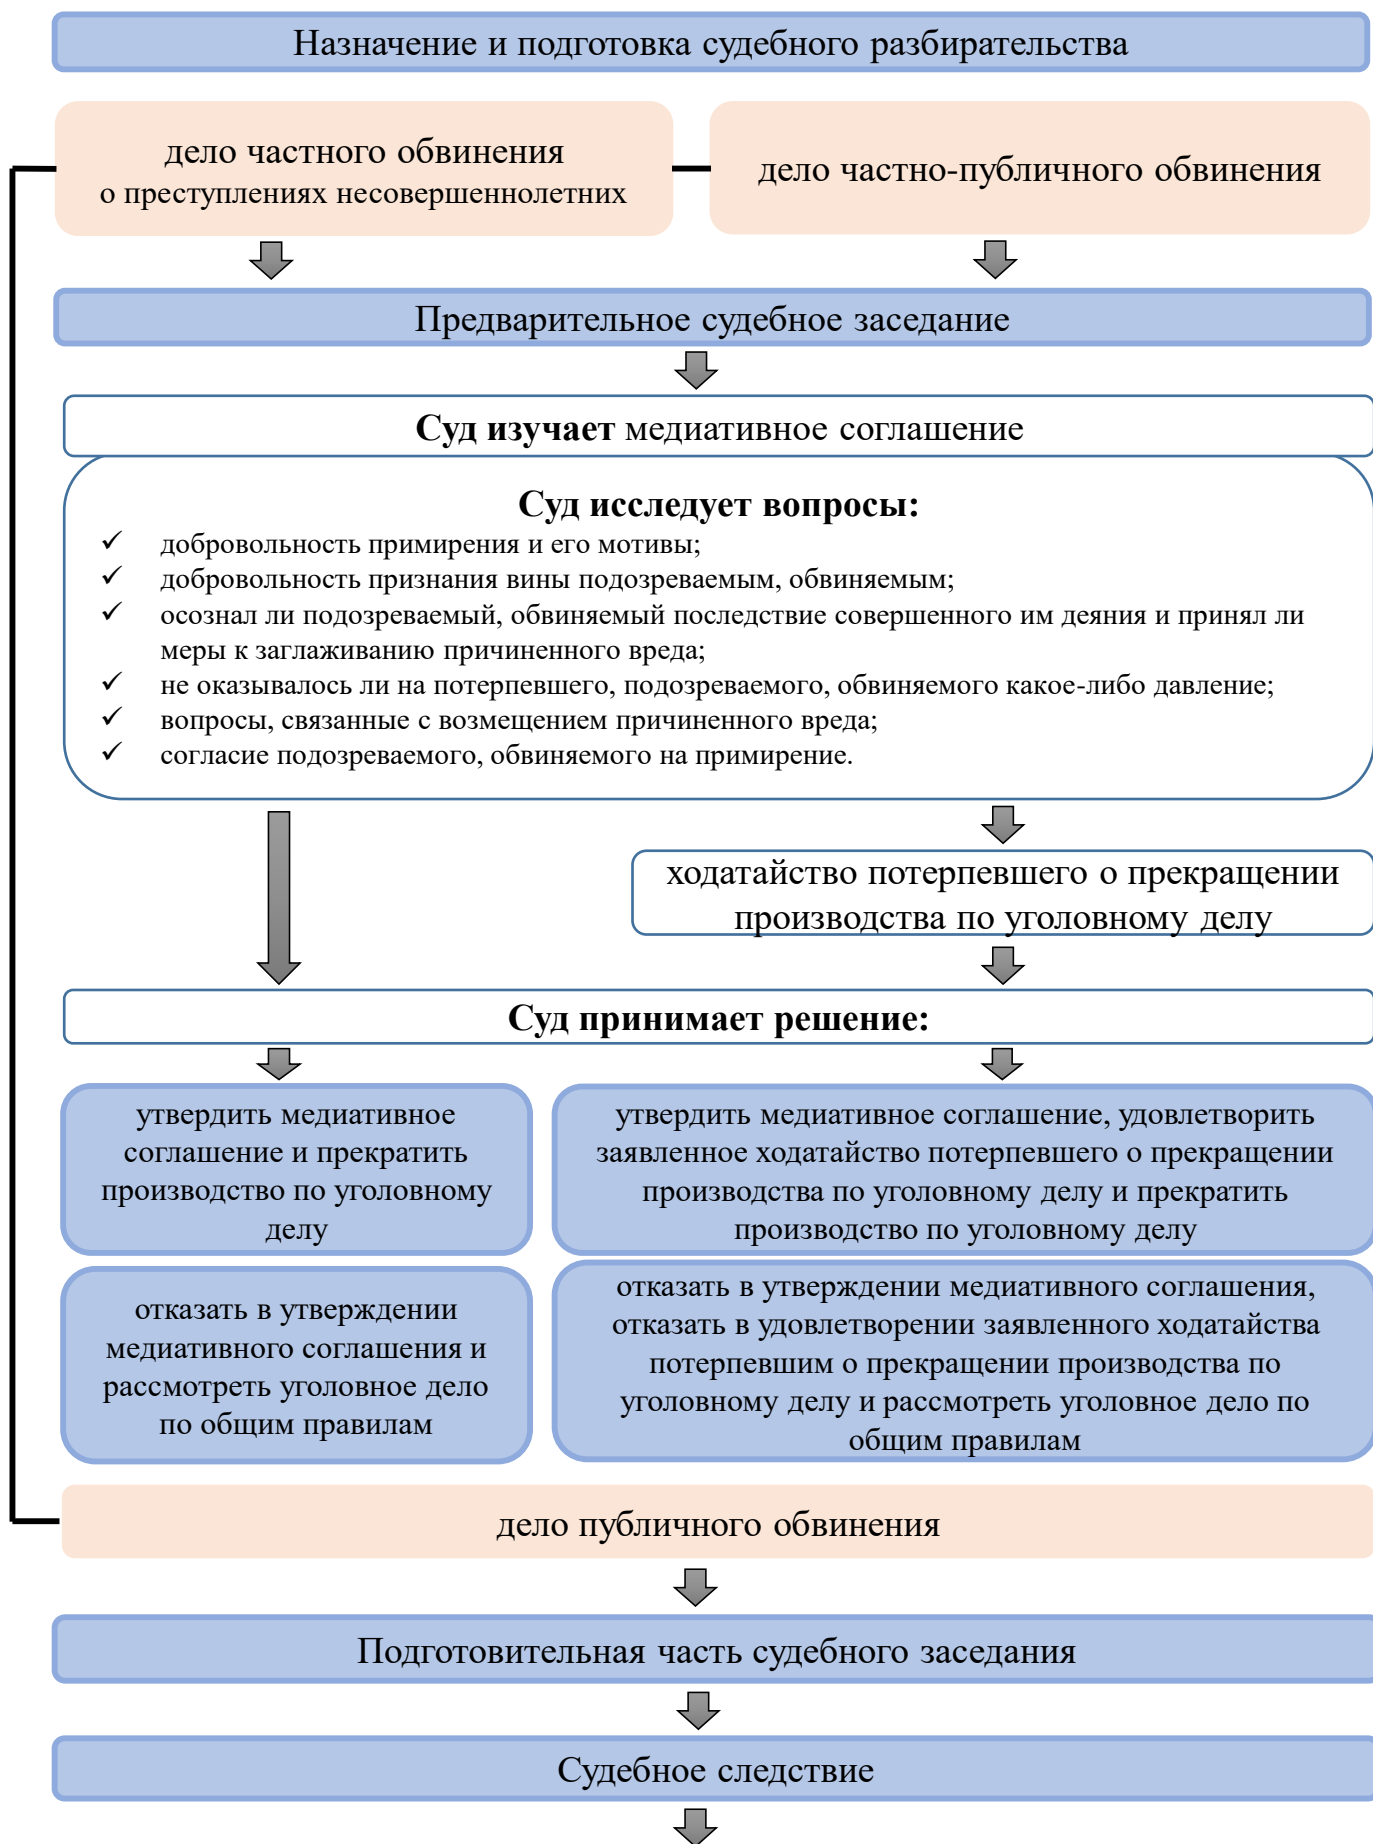 Назначение и подготовка судебного разбирательства
дело частного обвинения
о преступлениях несовершеннолетних
дело частно-публичного обвинения
Предварительное судебное заседание
Суд изучает медиативное соглашение
Суд исследует вопросы:
✓ добровольность примирения и его мотивы;
✓ добровольность признания вины подозреваемым, обвиняемым;
✓ осознал ли подозреваемый, обвиняемый последствие совершенного им деяния и принял ли
меры к заглаживанию причиненного вреда;
✓ не оказывалось ли на потерпевшего, подозреваемого, обвиняемого какое-либо давление;
✓ вопросы, связанные с возмещением причиненного вреда;
✓ согласие подозреваемого, обвиняемого на примирение.
ходатайство потерпевшего о прекращении
производства по уголовному делу
Суд принимает решение:
утвердить медиативное
соглашение и прекратить
производство по уголовному
делу
утвердить медиативное соглашение, удовлетворить
заявленное ходатайство потерпевшего о прекращении
производства по уголовному делу и прекратить
производство по уголовному делу
отказать в утверждении
медиативного соглашения и
рассмотреть уголовное дело
по общим правилам
отказать в утверждении медиативного соглашения,
отказать в удовлетворении заявленного ходатайства
потерпевшим о прекращении производства по
уголовному делу и рассмотреть уголовное дело по
общим правилам
дело публичного обвинения
Подготовительная часть судебного заседания
Судебное следствие